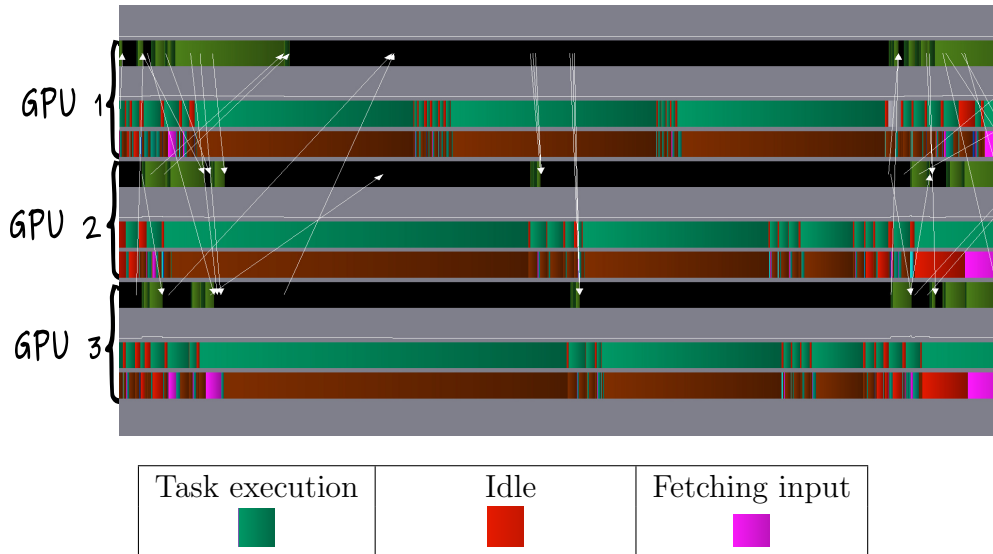 GPU 1
GPU 2
GPU 3
Task execution
Idle
Fetching input